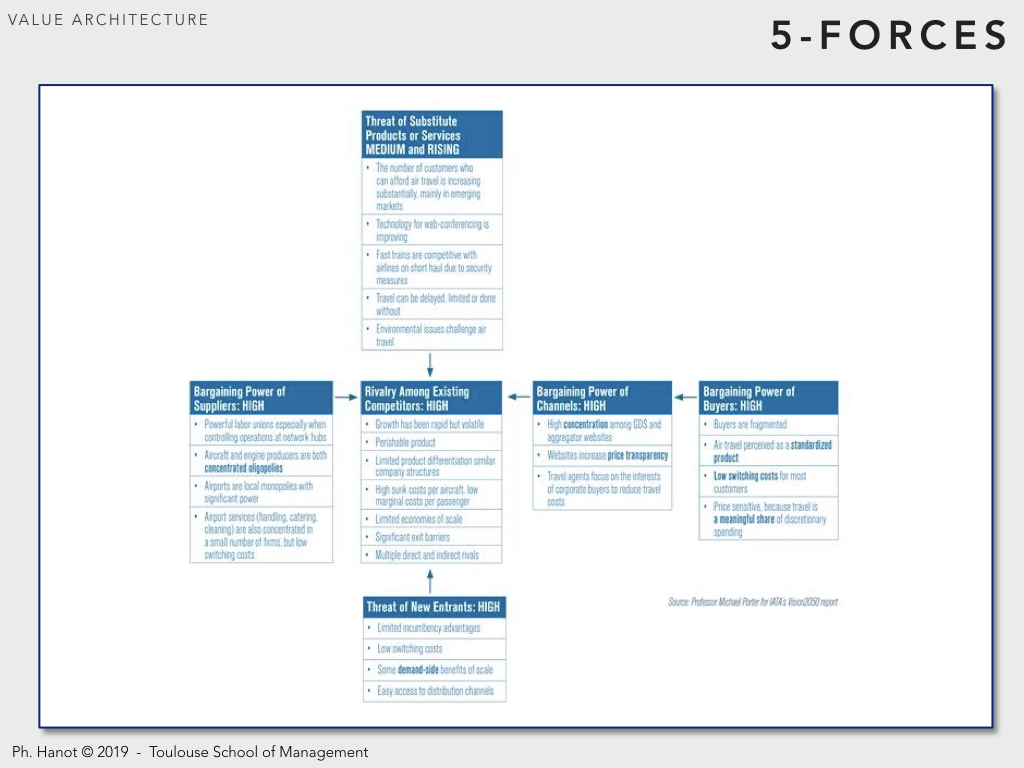 VALUE ARCHITECTURE
5-FORCES
Threat of Substitute
Products or Services
MEDIUM and RISING
• The number of customers who
can afford air travel is increasing
substantially, mainly in emerging
markets
• Technology for web-conferencing is
improving
• Fast trains are competitive with
airlines on short haul due to security
measures
• Travel can be delayed, limited or done
without
• Environmental issues challenge air
travel
Bargaining Power of
Suppliers: HIGH
• Powerful labor unions especially when
controlling operations at network hubs
• Aircraft and engine producers are both
concentrated oligopolies
• Airports are local monopolies with
significant power
• Airport services (handling, catering,
cleaning) are also concentrated in
a small number of firms, but low
switching costs
Rivalry Among Existing
Competitors: HIGH
• Growth has been rapid but volatile
• Perishable product
• Limited product differentiation similar
company structures
• High sunk costs per aircraft, low
marginal costs per passenger
• Limited economies of scale
• Significant exit barriers
• Multiple direct and indirect rivals
Bargaining Power of
Channels: HIGH
• High concentration among GDS and
aggregator websites
• Websites increase price transparency
• Travel agents focus on the interests
of corporate buyers to reduce travel
costs
Bargaining Power of
Buyers: HIGH
• Buyers are fragmented
• Air travel perceived as a standardized
product
• Low switching costs for most
customers
• Price sensitive, because travel is
a meaningful share of discretionary
spending
Threat of New Entrants: HIGH
• Limited incumbency advantages
• Low switching costs
• Some demand-side benefits of scale
• Easy access to distribution channels
Source: Professor Michael Porter for IATA's Vision2050 report
Ph. Hanot © 2019 - Toulouse School of Management